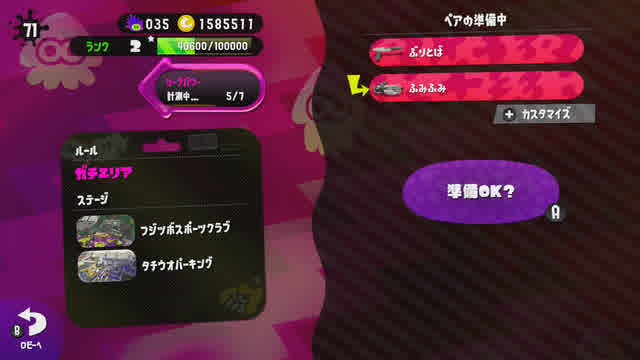 71
035
1585511
ランク 2★
40600/100000
リーグパワー
計測中… 5/7
ルール
ガチエリア
ステージ
フジツボスポーツクラブ
タチウオパーキング
B
ロビーへ
ペアの準備中
ぷりとば
ふみふみ
+ カスタマイズ
準備OK?
A